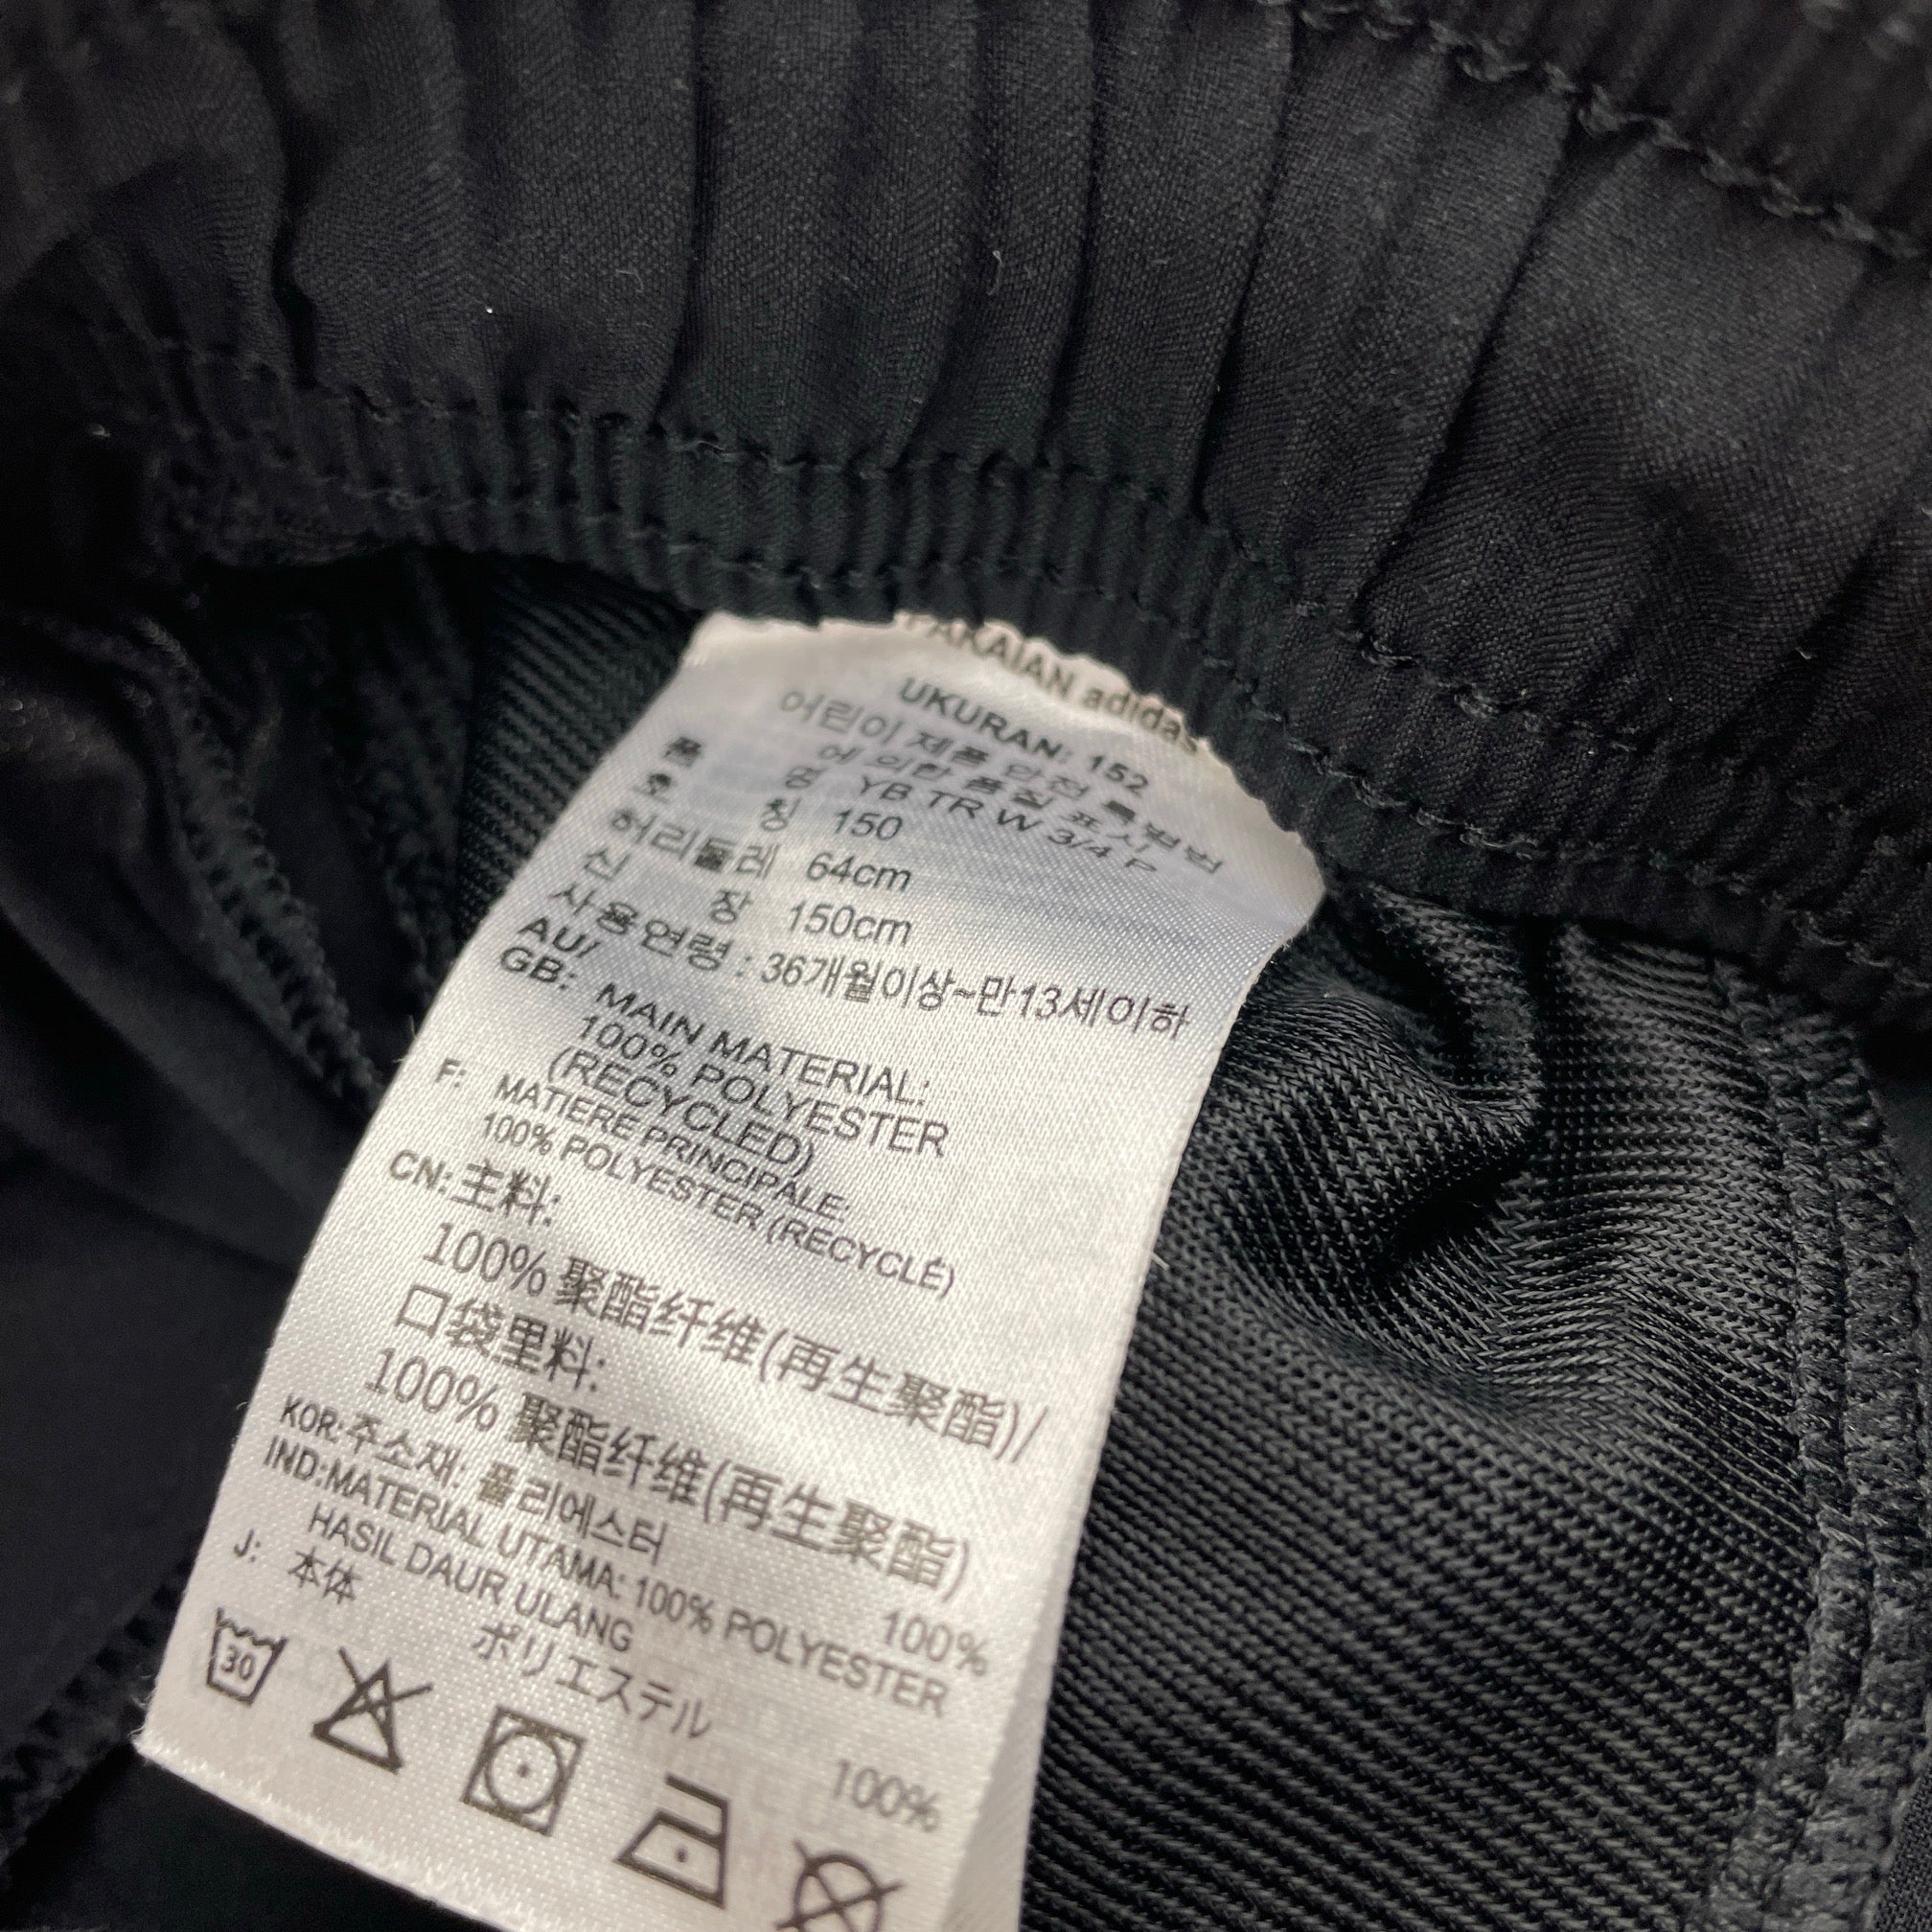 PAKAIAN adidas
UKURAN: 152
어린이제품 안전 특별법
에 의한 품질 표시
품 명 YB TR W 3/4 P
호 칭 150
허리둘레 64cm
신 장 150cm
사용연령 : 36개월이상~만13세이하
AU/
GB: MAIN MATERIAL:
100% POLYESTER
(RECYCLED)
F: MATIERE PRINCIPALE:
100% POLYESTER (RECYCLÉ)
CN: 主料:
100% 聚酯纤维(再生聚酯)/
口袋里料:
100% 聚酯纤维(再生聚酯)
KOR: 주소재: 폴리에스터 100%
IND: MATERIAL UTAMA: 100% POLYESTER
HASIL DAUR ULANG
J: 本体
ポリエステル 100%
30